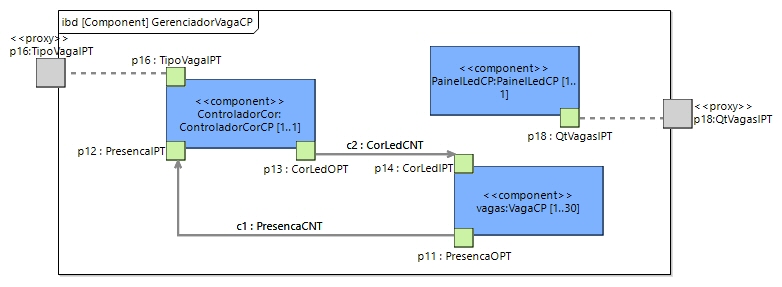 ibd [Component] GerenciadorVagaCP
<<proxy>>
p16:TipoVagaIPT
p16 : TipoVagaIPT
<<component>>
PainelLedCP:PainelLedCP [1..
1]
<<component>>
ControladorCor:
ControladorCorCP [1..1]
<<proxy>>
p18:QtVagasIPT
p18 : QtVagasIPT
p12 : PresencaIPT
c2 : CorLedCNT
p13 : CorLedOPT
p14 : CorLedIPT
<<component>>
vagas:VagaCP [1..30]
c1 : PresencaCNT
p11 : PresencaOPT